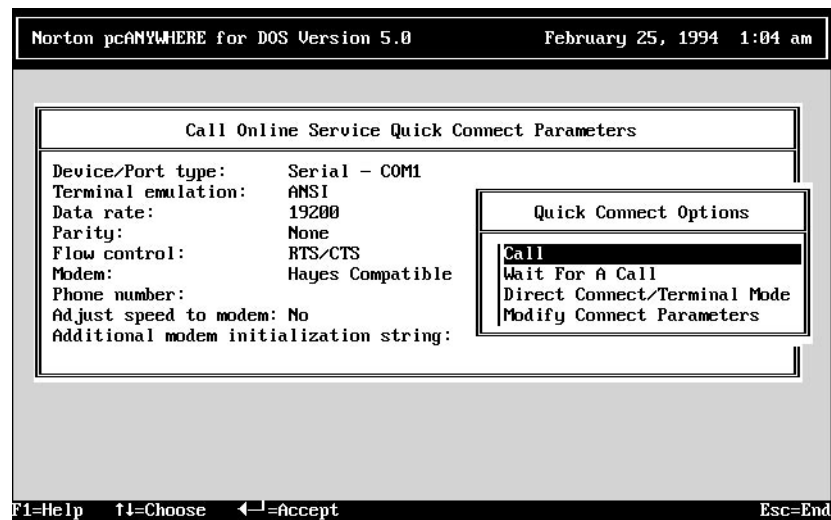 Norton pcANYWHERE for DOS Version 5.0 February 25, 1994 1:04 am
Call Online Service Quick Connect Parameters
Device/Port type: Serial - COM1
Terminal emulation: ANSI
Data rate: 19200
Parity: None
Flow control: RTS/CTS
Modem: Hayes Compatible
Phone number:
Adjust speed to modem: No
Additional modem initialization string:
Quick Connect Options
Call
Wait For A Call
Direct Connect/Terminal Mode
Modify Connect Parameters
F1=Help ↑↓=Choose ◄─┘=Accept Esc=End